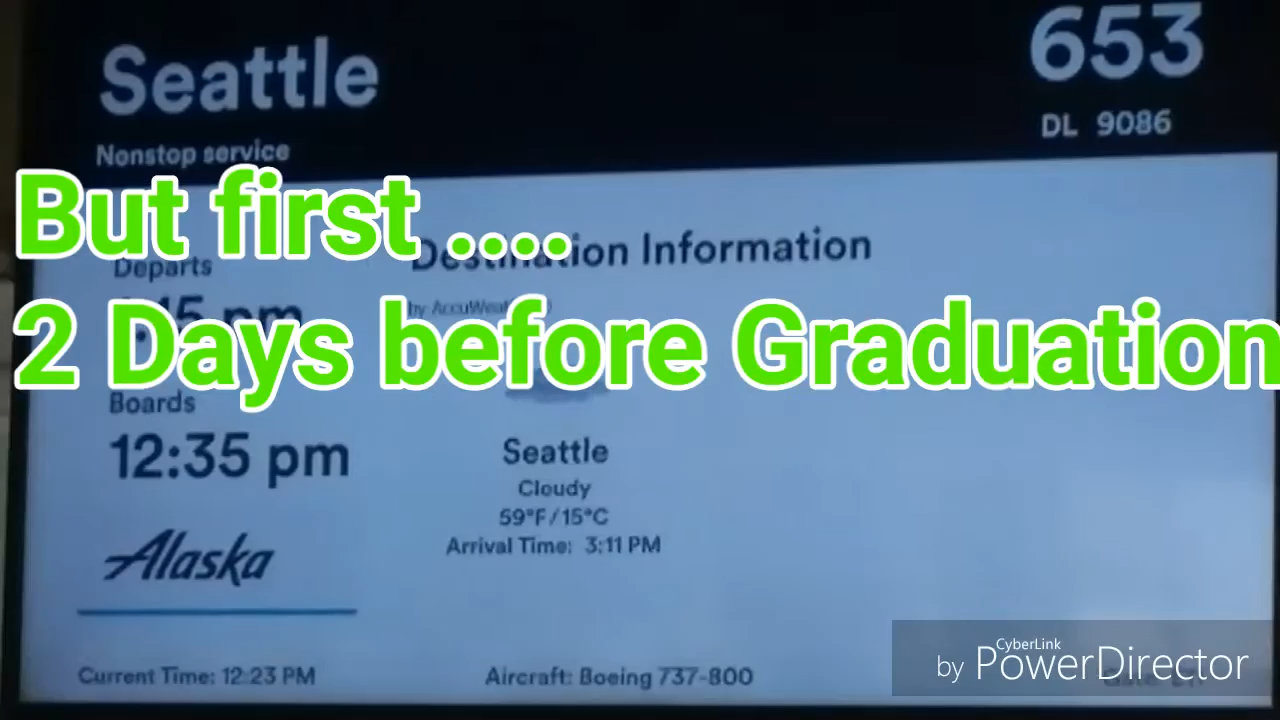 Seattle
653
DL 9086
Nonstop service
But first ....
2 Days before Graduation
Departs
Destination Information
by
pm
Boards
12:35 pm
Seattle
Cloudy
59°F/15°C
Arrival Time: 3:11 PM
Alaska
Current Time: 12:23 PM
Aircraft: Boeing 737-800
CyberLink
by PowerDirector